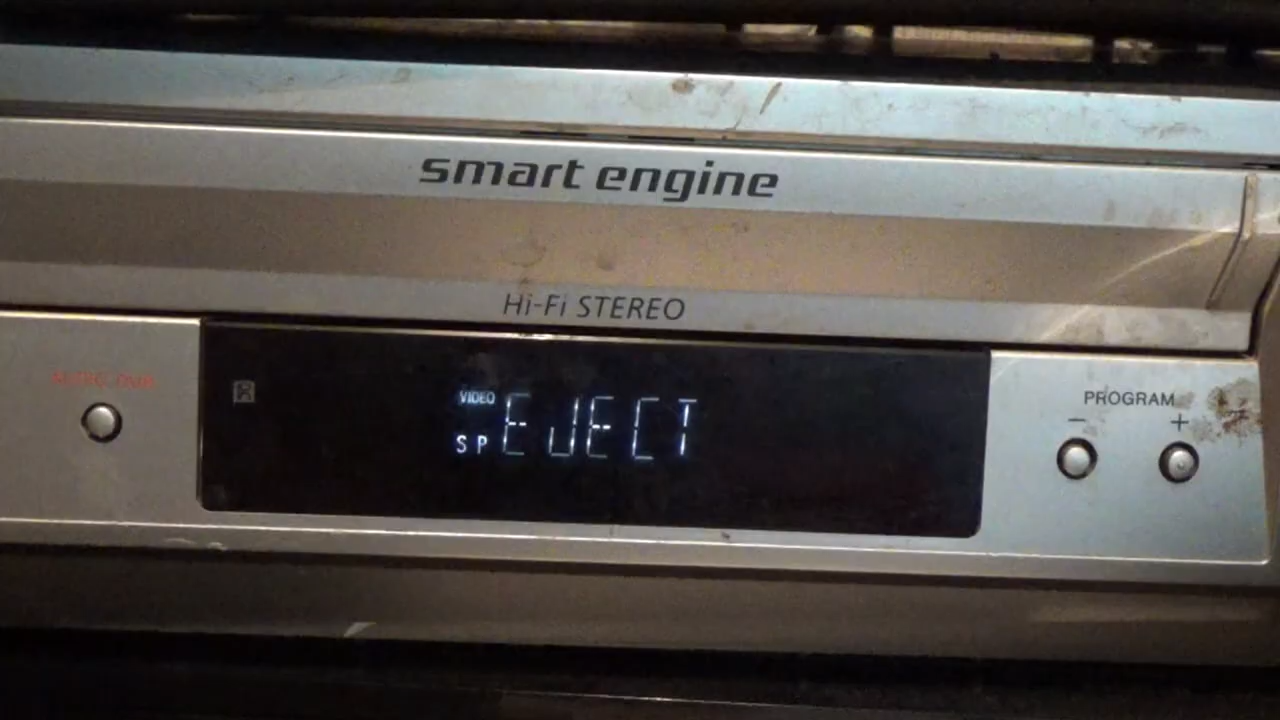 smart engine
Hi-Fi STEREO
VIDEO
SP EJECT
PROGRAM
- +